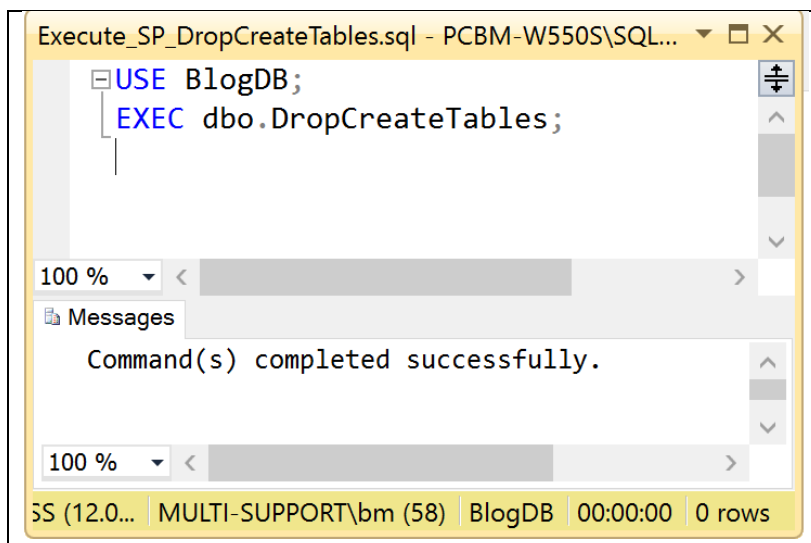 Execute_SP_DropCreateTables.sql - PCBM-W550S\SQL...
USE BlogDB;
EXEC dbo.DropCreateTables;
100 %
Messages
Command(s) completed successfully.
100 %
SS (12.0... MULTI-SUPPORT\bm (58) BlogDB 00:00:00 0 rows